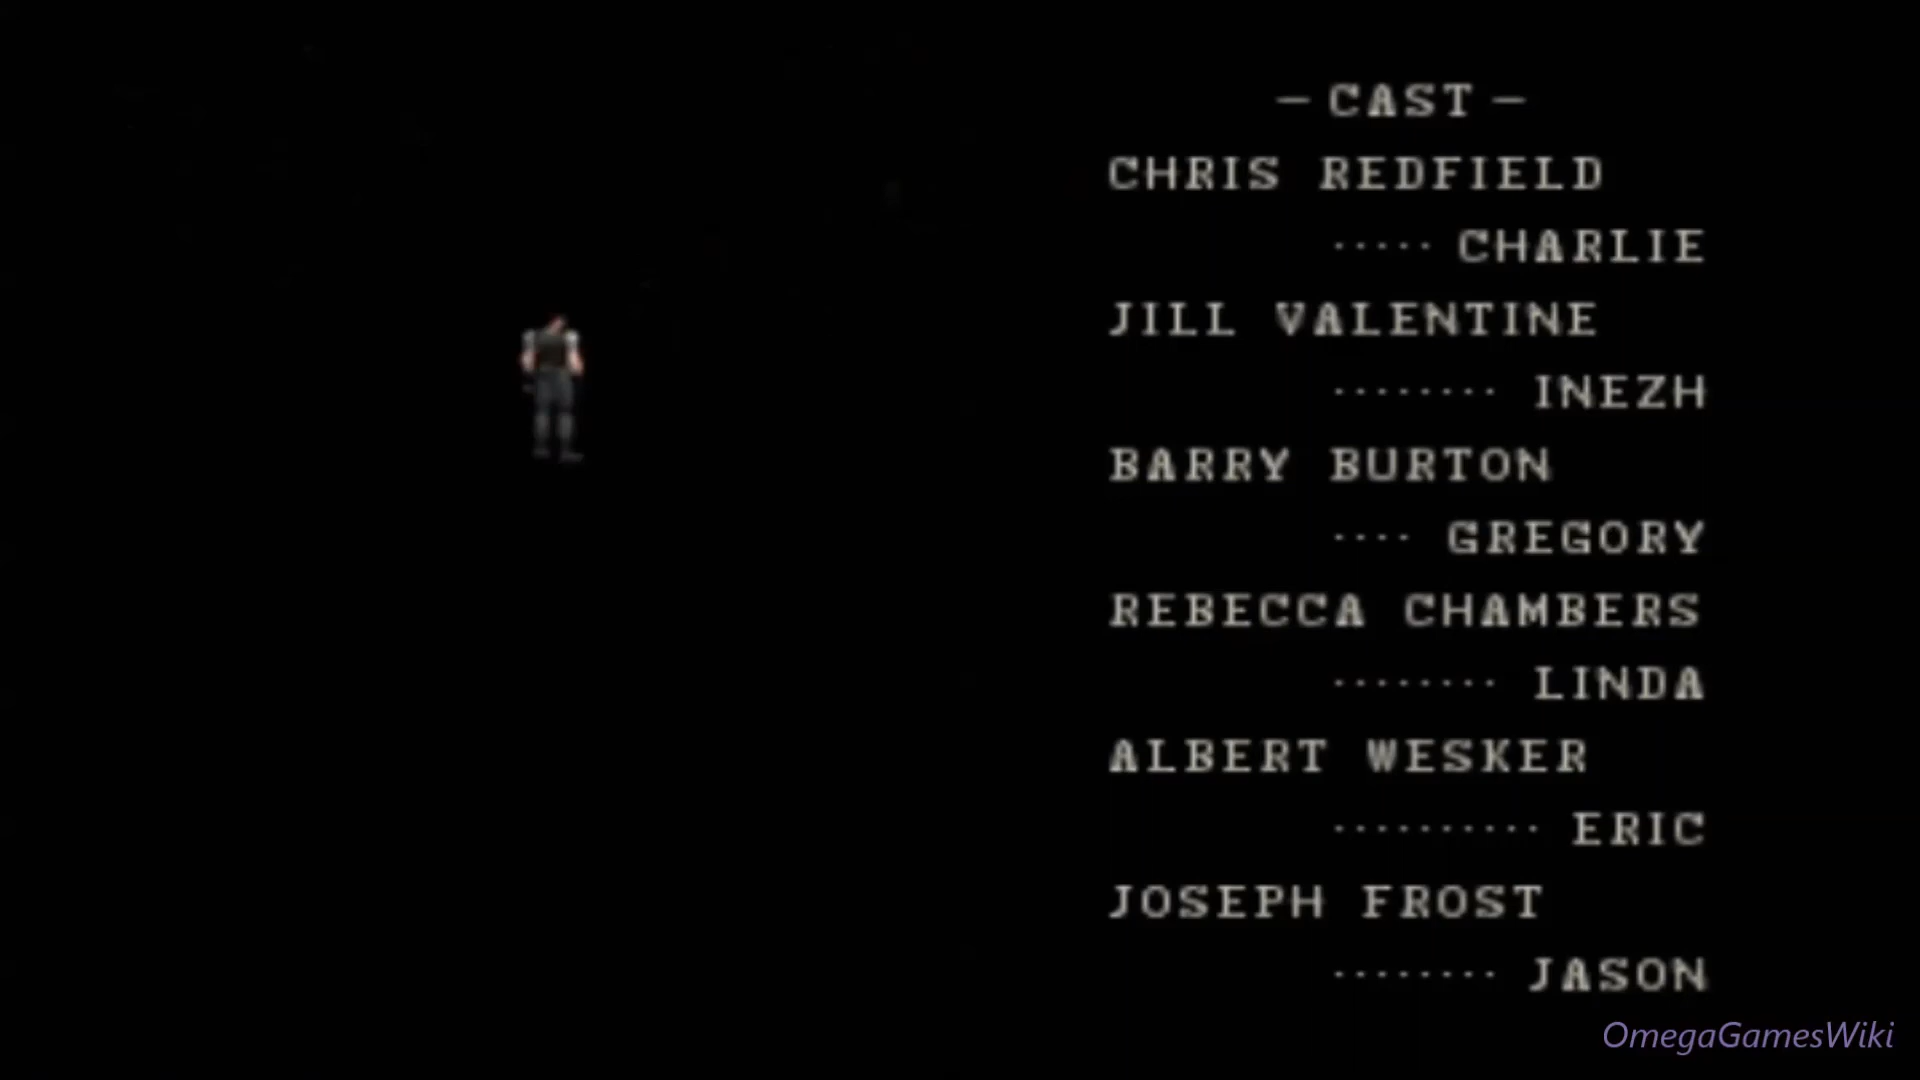 — CAST —
CHRIS REDFIELD
····· CHARLIE
JILL VALENTINE
········ INEZH
BARRY BURTON
···· GREGORY
REBECCA CHAMBERS
········ LINDA
ALBERT WESKER
·········· ERIC
JOSEPH FROST
········ JASON
OmegaGamesWiki